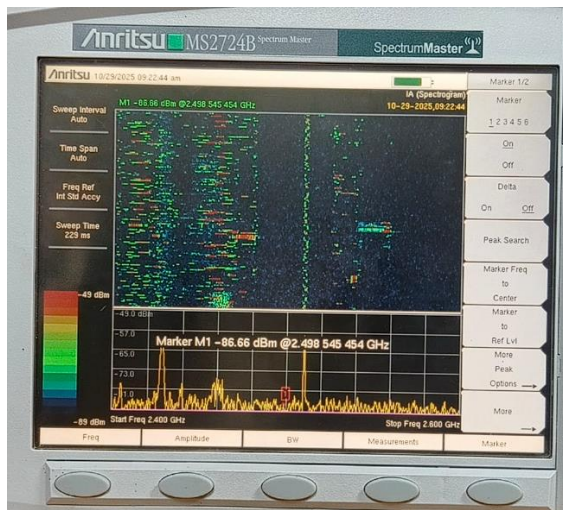 Anritsu MS2724B Spectrum Master
SpectrumMaster
Anritsu 10/29/2025 09:22:44 am
IA (Spectrogram)
M1 -86.66 dBm @2.498 545 454 GHz
10-29-2025,09:22:44
Sweep Interval
Auto
Time Span
Auto
Freq Ref
Int Std Accy
Sweep Time
229 ms
-49 dBm
-89 dBm
-49.0 dBm
-57.0
-65.0
-73.0
Marker M1 -86.66 dBm @2.498 545 454 GHz
Start Freq 2.400 GHz
Stop Freq 2.600 GHz
Marker 1/2
Marker
1 2 3 4 5 6
On
Off
Delta
On Off
Peak Search
Marker Freq
to
Center
Marker
to
Ref Lvl
More
Peak
Options
More
Freq
Amplitude
BW
Measurements
Marker